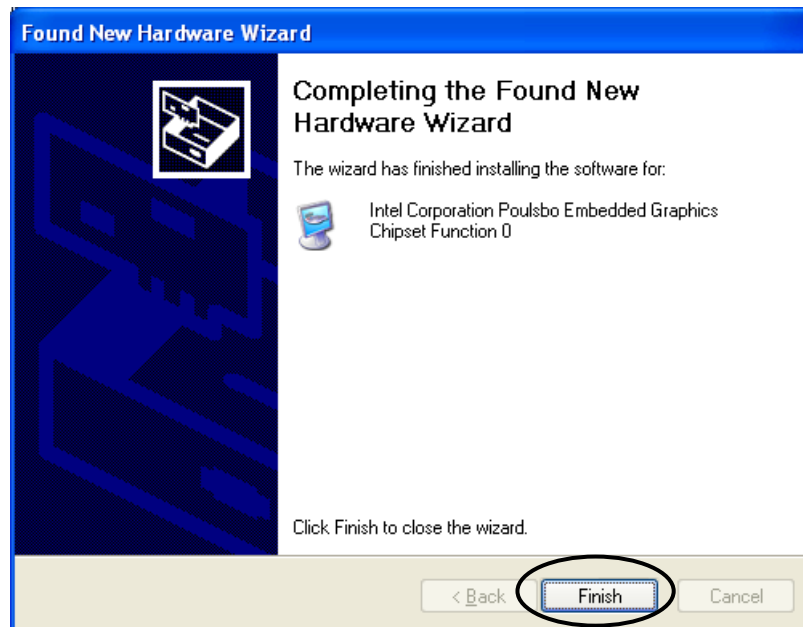 Found New Hardware Wizard
Completing the Found New
Hardware Wizard
The wizard has finished installing the software for:
Intel Corporation Poulsbo Embedded Graphics
Chipset Function 0
Click Finish to close the wizard.
< Back Finish Cancel